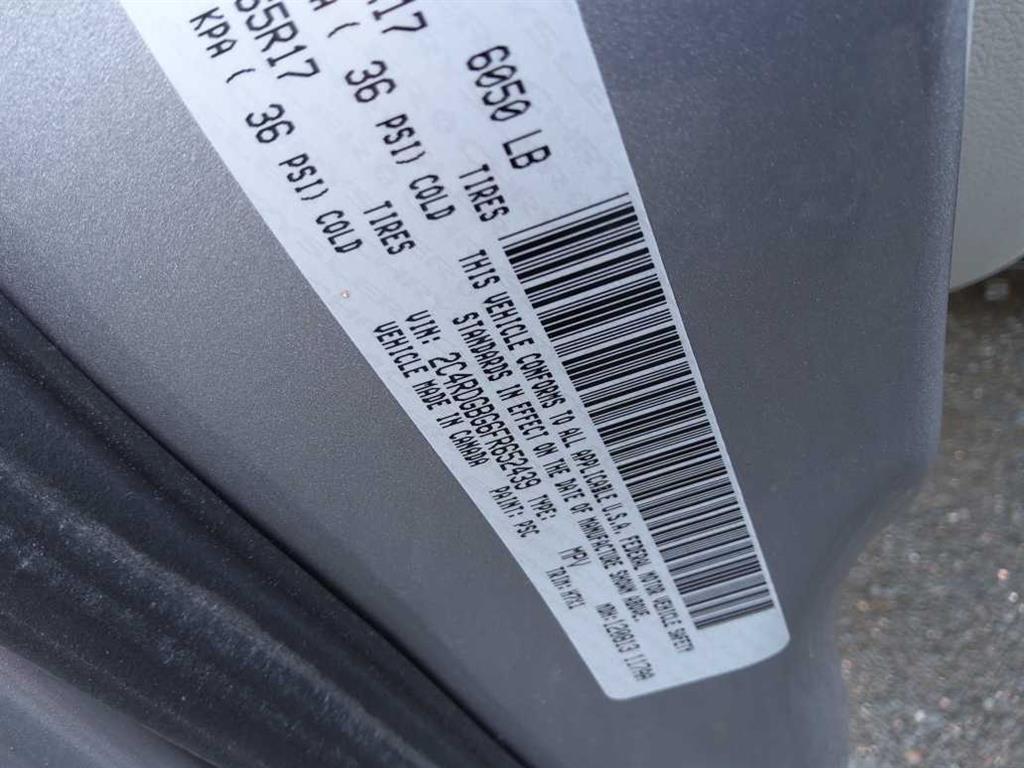 6050 LB
R17 TIRES
A ( 36 PSI) COLD
65R17 TIRES
KPA ( 36 PSI) COLD
THIS VEHICLE CONFORMS TO ALL APPLICABLE U.S.A. FEDERAL MOTOR VEHICLE SAFETY
STANDARDS IN EFFECT ON THE DATE OF MANUFACTURE SHOWN ABOVE.
VIN: 2C4RDGBG6FR652439 TYPE: MPV
VEHICLE MADE IN CANADA PAINT: PSC